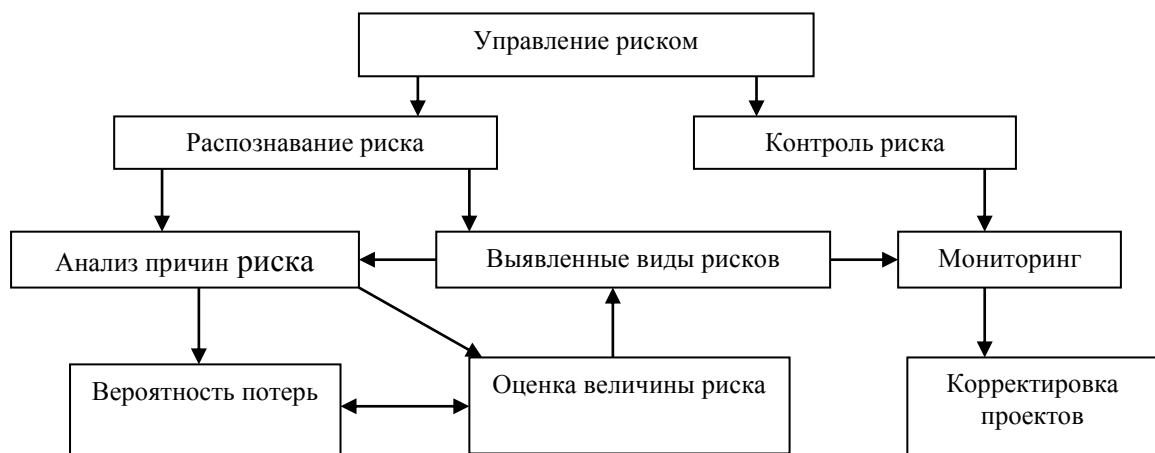 Управление риском
Распознавание риска
Контроль риска
Анализ причин риска
Выявленные виды рисков
Мониторинг
Вероятность потерь
Оценка величины риска
Корректировка
проектов